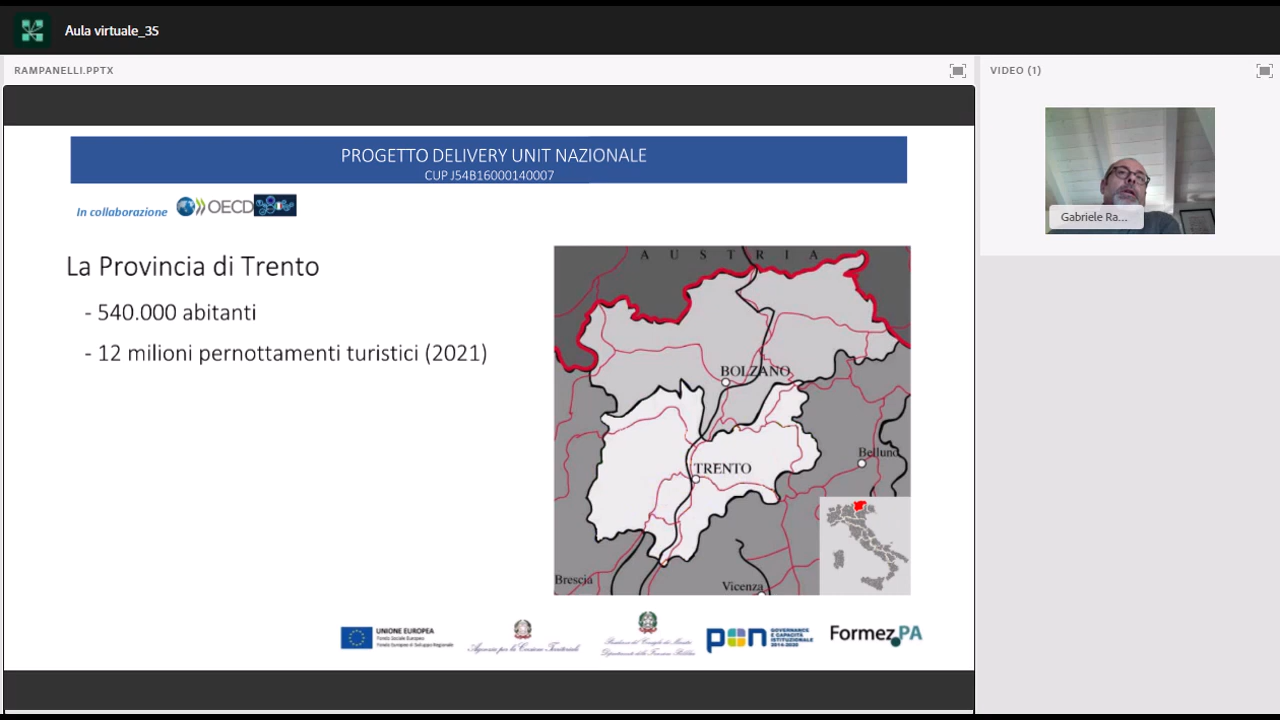 Aula virtuale_35
RAMPANELLI.PPTX
VIDEO (1)
PROGETTO DELIVERY UNIT NAZIONALE
CUP J54B16000140007
In collaborazione
OECD
Gabriele Ra...
La Provincia di Trento
- 540.000 abitanti
- 12 milioni pernottamenti turistici (2021)
AUSTRIA
BOLZANO
Belluno
TRENTO
Brescia
Vicenza
UNIONE EUROPEA
Fondo Sociale Europeo
Fondo Europeo di Sviluppo Regionale
Agenzia per la Coesione Territoriale
Presidenza del Consiglio dei Ministri
Dipartimento della Funzione Pubblica
pon GOVERNANCE
E CAPACITÀ
ISTITUZIONALE
2014-2020
Formez PA